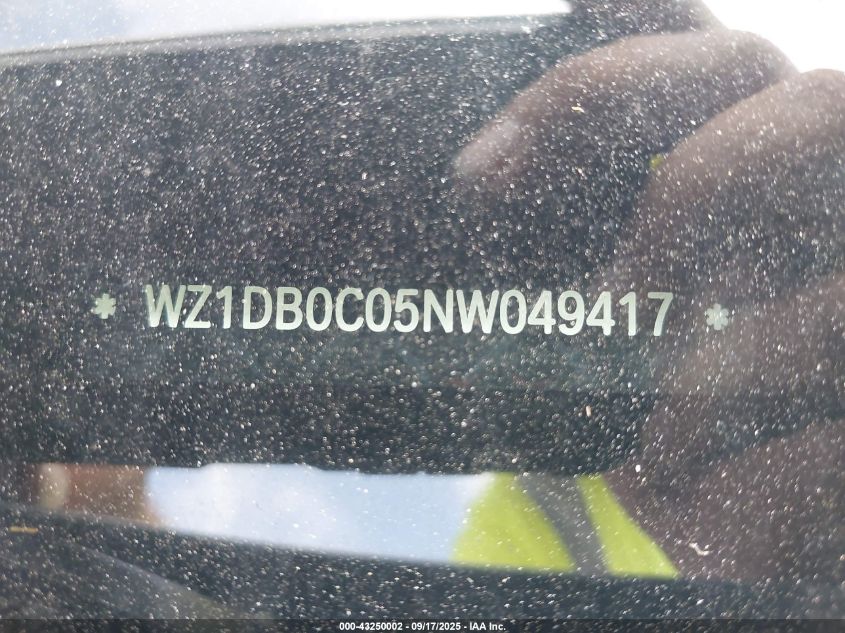 * WZ1DB0C05NW049417 *
000-43250002 - 09/17/2025 - IAA Inc.